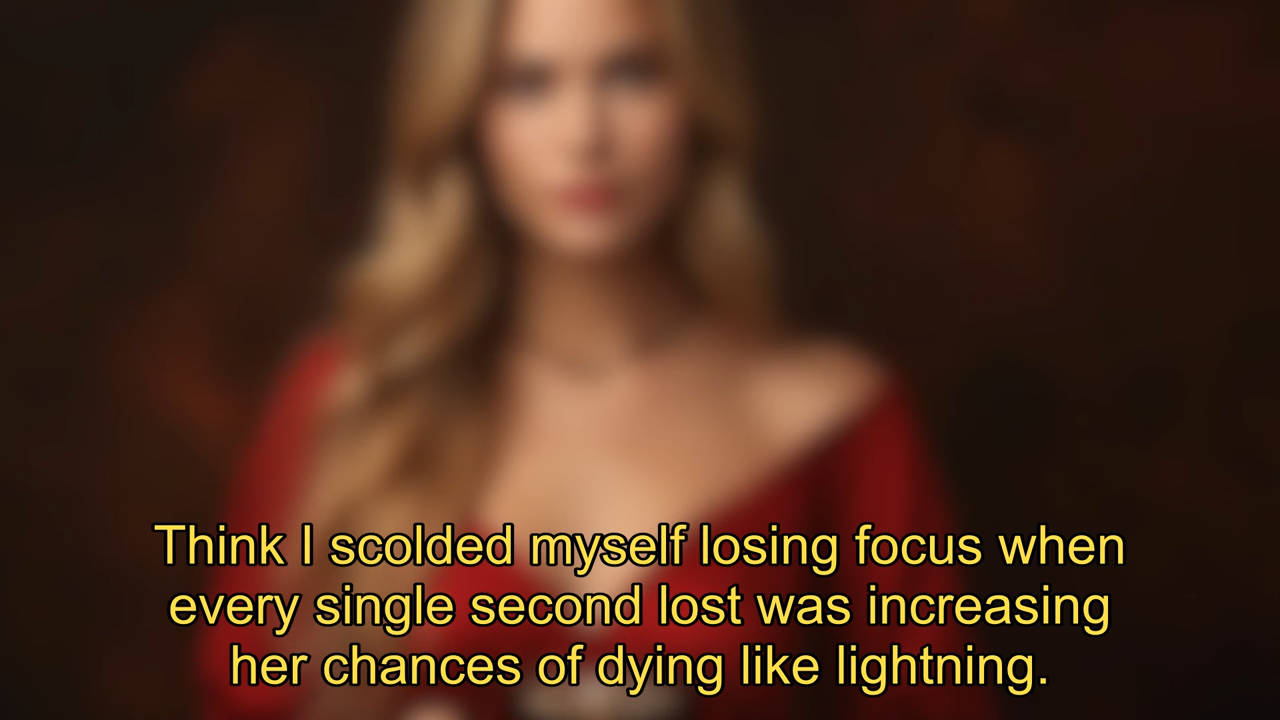 Think I scolded myself losing focus when
every single second lost was increasing
her chances of dying like lightning.